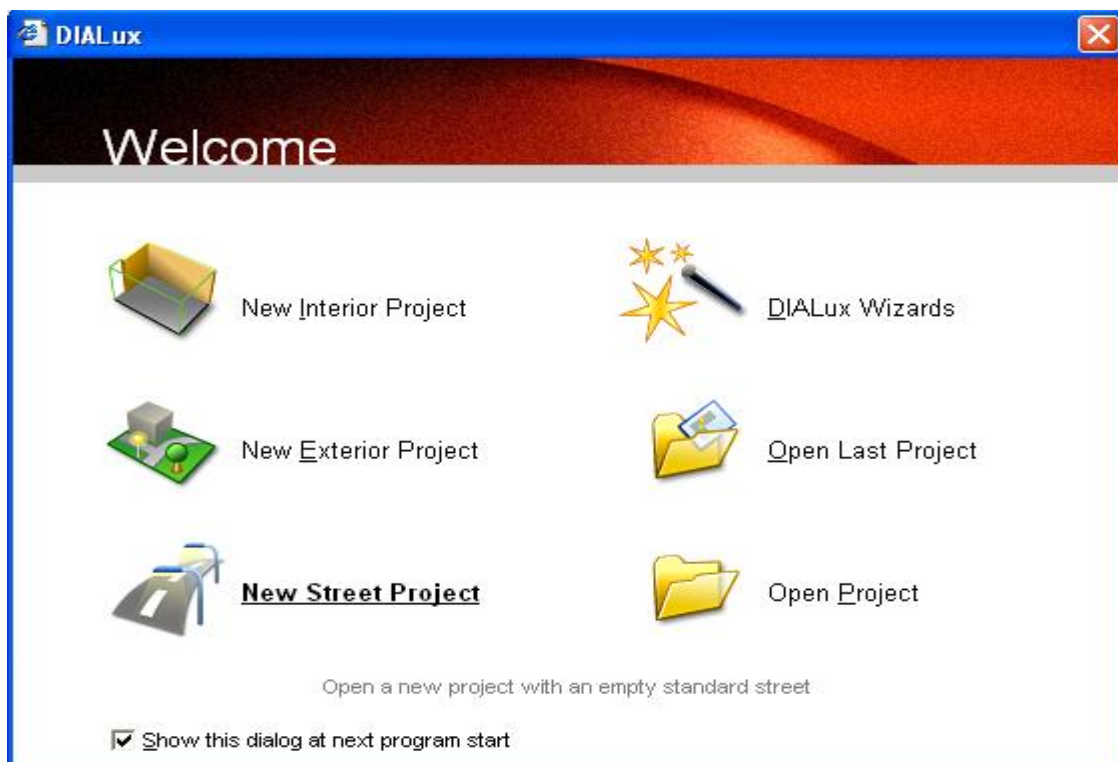 DIALux
Welcome
New Interior Project
DIALux Wizards
New Exterior Project
Open Last Project
New Street Project
Open Project
Open a new project with an empty standard street
Show this dialog at next program start